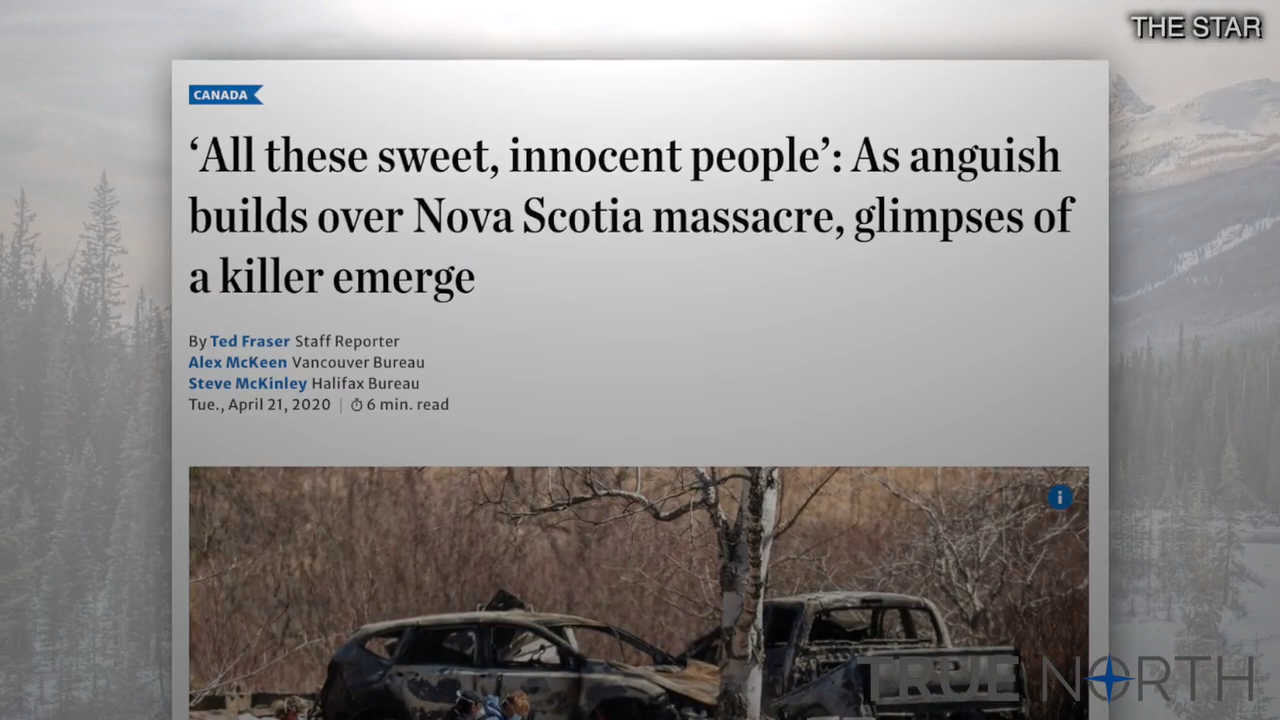 THE STAR
CANADA
‘All these sweet, innocent people’: As anguish
builds over Nova Scotia massacre, glimpses of
a killer emerge
By Ted Fraser Staff Reporter
Alex McKeen Vancouver Bureau
Steve McKinley Halifax Bureau
Tue., April 21, 2020 | 6 min. read
i
TRUE NORTH